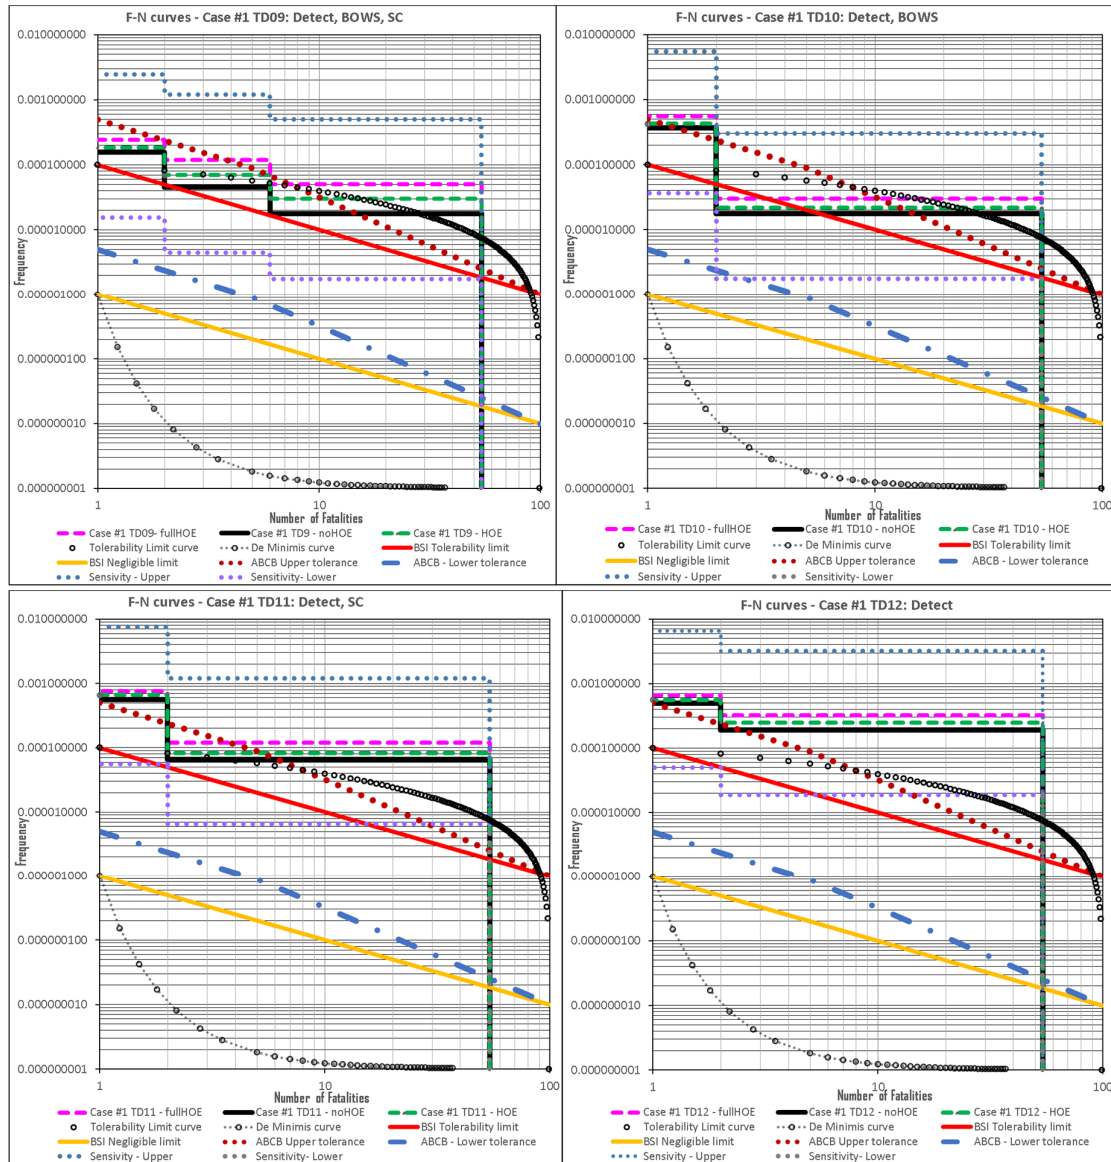 F-N curves - Case #1 TD09: Detect, BOWS, SC
0.010000000
0.001000000
0.000100000
0.000010000
0.000001000
0.000000100
0.000000010
0.000000001
Frequency
1 10 100
Number of Fatalities
Case #1 TD09- fullHOE Case #1 TD9 - noHOE Case #1 TD9 - HOE
Tolerability Limit curve De Minimis curve BSI Tolerability limit
BSI Negligible limit ABCB Upper tolerance ABCB - Lower tolerance
Sensivity - Upper Sensitivity- Lower
F-N curves - Case #1 TD10: Detect, BOWS
0.010000000
0.001000000
0.000100000
0.000010000
0.000001000
0.000000100
0.000000010
0.000000001
Frequency
1 10 100
Number of Fatalities
Case #1 TD10 - fullHOE Case #1 TD10 - noHOE Case #1 TD10 - HOE
Tolerability Limit curve De Minimis curve BSI Tolerability limit
BSI Negligible limit ABCB Upper tolerance ABCB - Lower tolerance
Sensivity - Upper Sensitivity- Lower
F-N curves - Case #1 TD11: Detect, SC
0.010000000
0.001000000
0.000100000
0.000010000
0.000001000
0.000000100
0.000000010
0.000000001
Frequency
1 10 100
Number of Fatalities
Case #1 TD11 - fullHOE Case #1 TD11 - noHOE Case #1 TD11 - HOE
Tolerability Limit curve De Minimis curve BSI Tolerability limit
BSI Negligible limit ABCB Upper tolerance ABCB - Lower tolerance
Sensivity - Upper Sensitivity- Lower
F-N curves - Case #1 TD12: Detect
0.010000000
0.001000000
0.000100000
0.000010000
0.000001000
0.000000100
0.000000010
0.000000001
Frequency
1 10 100
Number of Fatalities
Case #1 TD12 - fullHOE Case #1 TD12 - noHOE Case #1 TD12 - HOE
Tolerability Limit curve De Minimis curve BSI Tolerability limit
BSI Negligible limit ABCB Upper tolerance ABCB - Lower tolerance
Sensivity - Upper Sensitivity- Lower